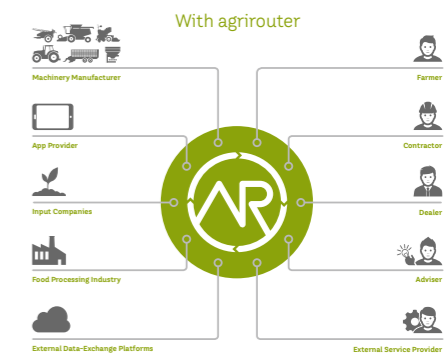 With agrirouter
Machinery Manufacturer
Farmer
App Provider
Contractor
Input Companies
Dealer
AR
Food Processing Industry
Adviser
External Data-Exchange Platforms
External Service Provider